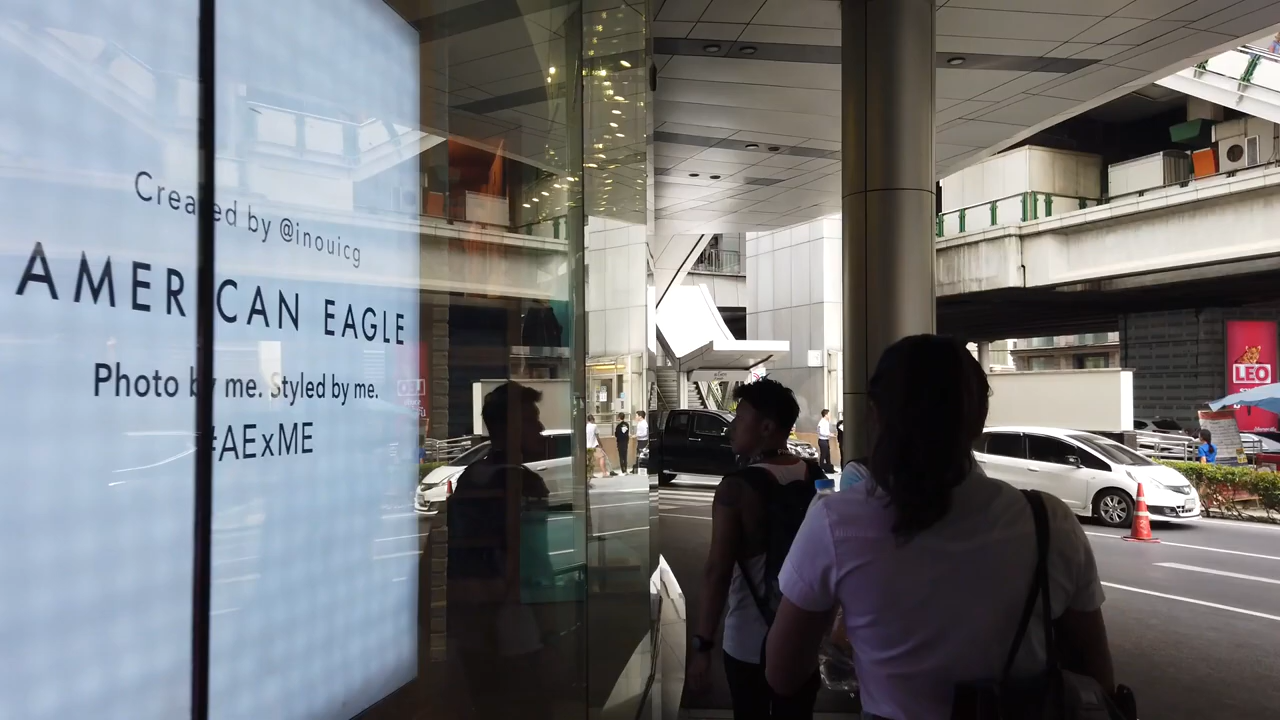 Created by @inouicg
AMERICAN EAGLE
Photo by me. Styled by me.
#AExME
LEO